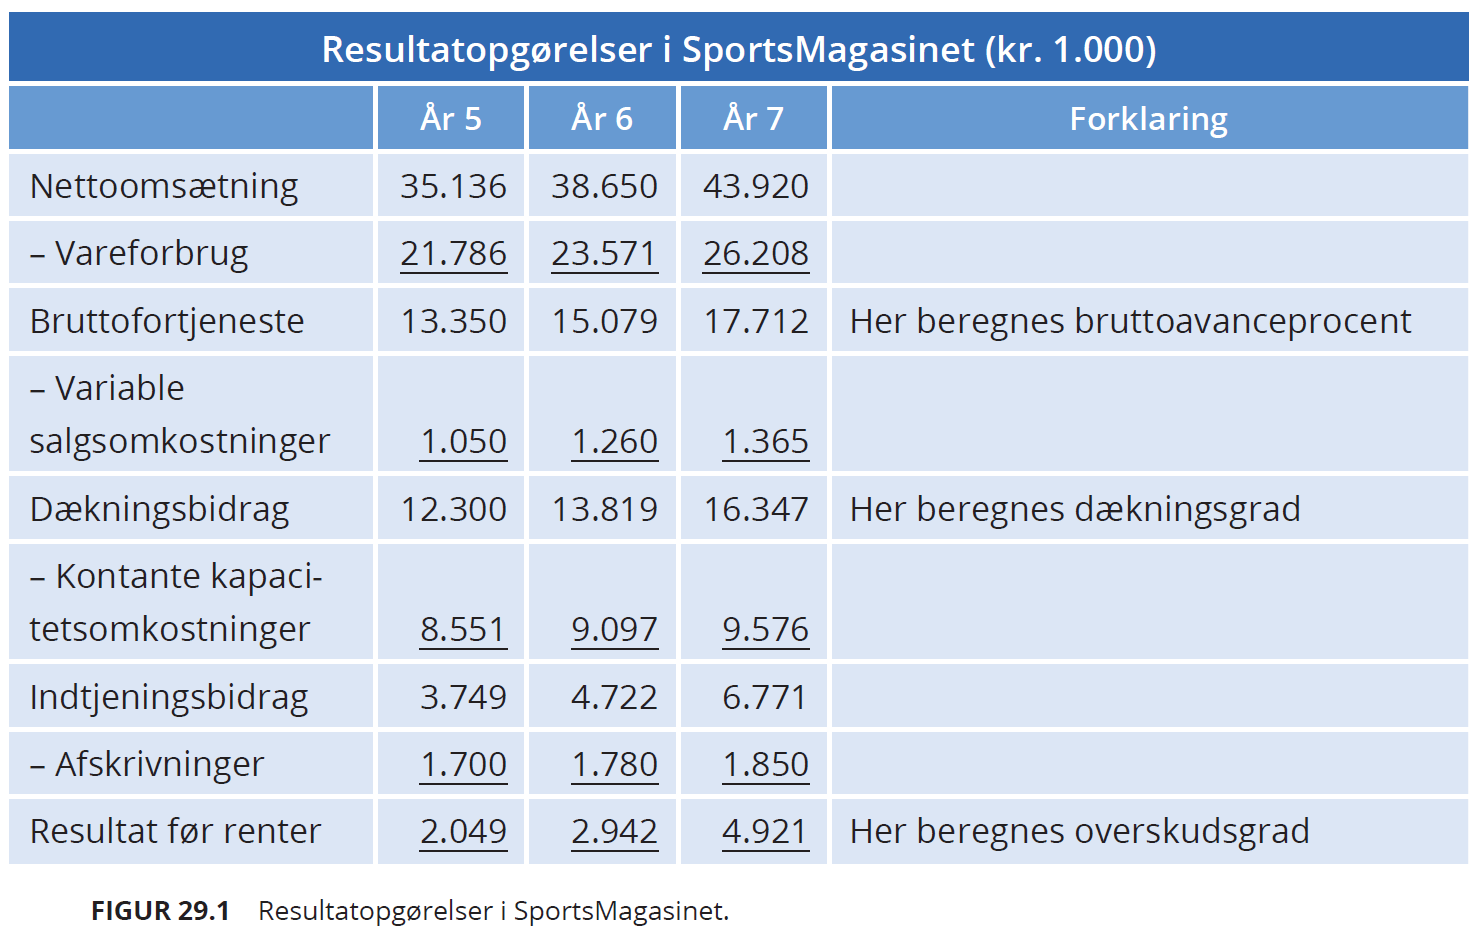 Resultatopgørelser i SportsMagasinet (kr. 1.000)
År 5 År 6 År 7 Forklaring
Nettoomsætning 35.136 38.650 43.920
– Vareforbrug 21.786 23.571 26.208
Bruttofortjeneste 13.350 15.079 17.712 Her beregnes bruttoavanceprocent
– Variable
salgsomkostninger 1.050 1.260 1.365
Dækningsbidrag 12.300 13.819 16.347 Her beregnes dækningsgrad
– Kontante kapaci-
tetsomkostninger 8.551 9.097 9.576
Indtjeningsbidrag 3.749 4.722 6.771
– Afskrivninger 1.700 1.780 1.850
Resultat før renter 2.049 2.942 4.921 Her beregnes overskudsgrad
FIGUR 29.1 Resultatopgørelser i SportsMagasinet.